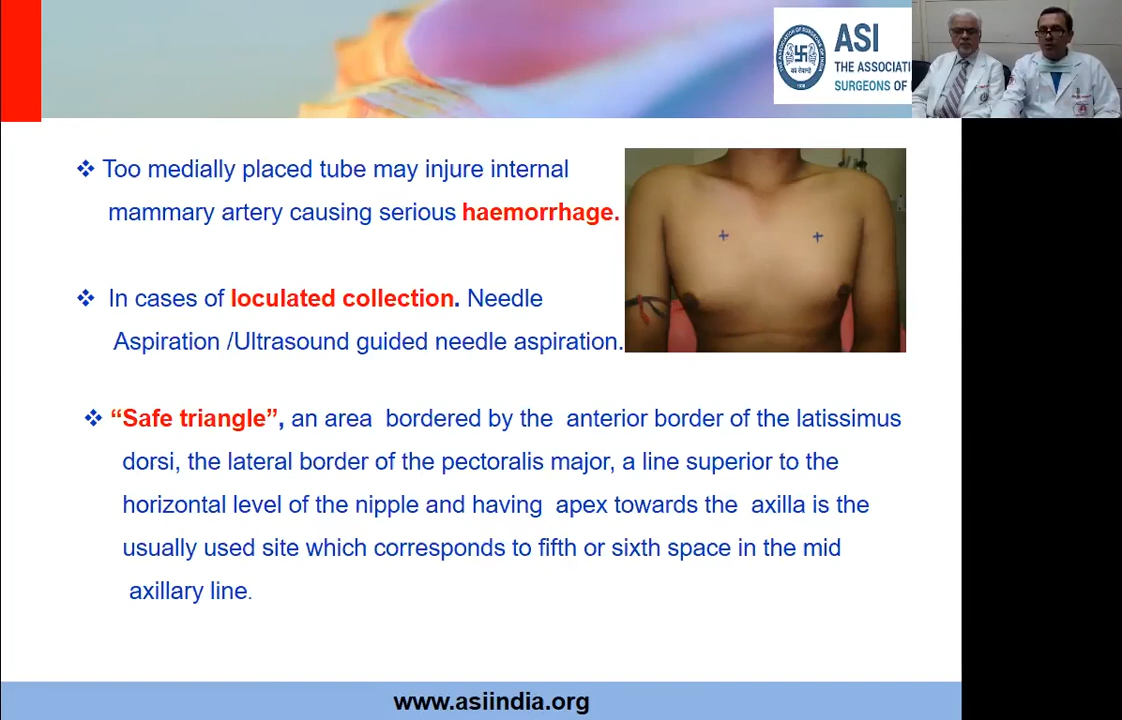 ASI
THE ASSOCIATI
SURGEONS OF
❖ Too medially placed tube may injure internal
mammary artery causing serious haemorrhage.
❖ In cases of loculated collection. Needle
Aspiration /Ultrasound guided needle aspiration.
❖ “Safe triangle”, an area bordered by the anterior border of the latissimus
dorsi, the lateral border of the pectoralis major, a line superior to the
horizontal level of the nipple and having apex towards the axilla is the
usually used site which corresponds to fifth or sixth space in the mid
axillary line.
www.asiindia.org